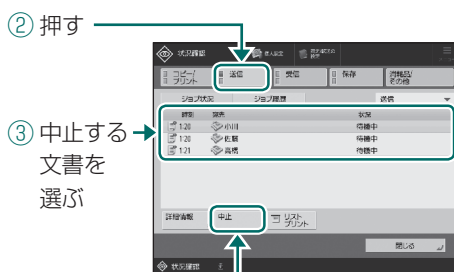 ② 押す
状況確認
個人設定
コピー/
プリント
送信
受信
保存
消耗品/
その他
ジョブ状況
ジョブ履歴
送信
時刻
宛先
状況
③ 中止する
文書を
選ぶ
1:20
小川
待機中
1:20
佐藤
待機中
1:21
高橋
待機中
詳細情報
中止
リスト
プリント
閉じる
状況確認